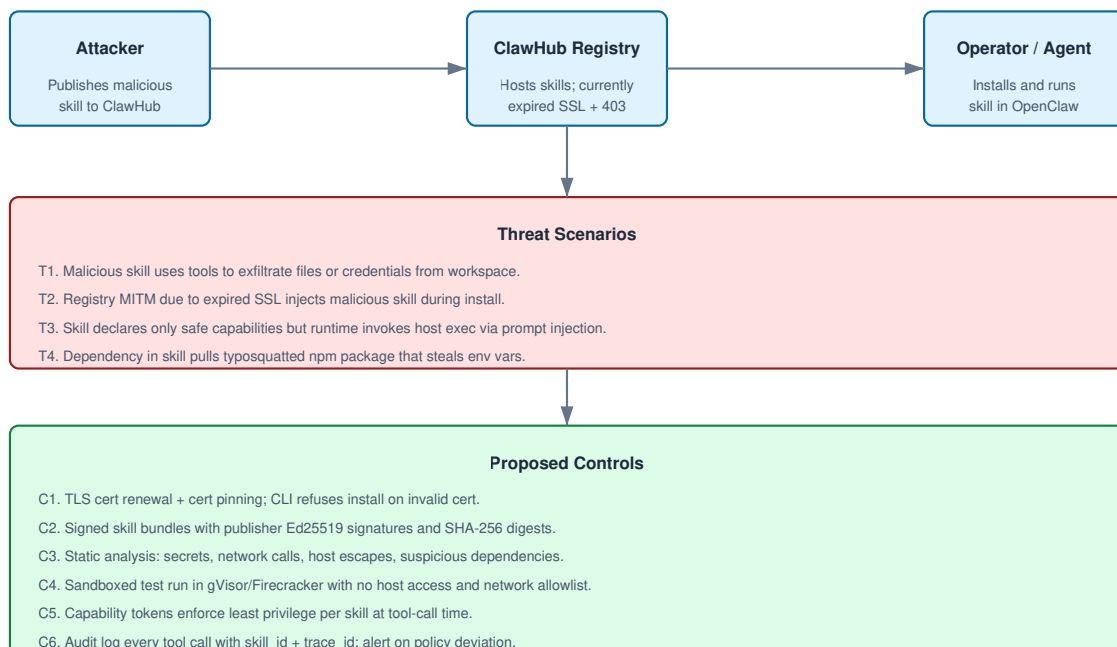 Attacker
Publishes malicious
skill to ClawHub
ClawHub Registry
Hosts skills; currently
expired SSL + 403
Operator / Agent
Installs and runs
skill in OpenClaw
Threat Scenarios
T1. Malicious skill uses tools to exfiltrate files or credentials from workspace.
T2. Registry MITM due to expired SSL injects malicious skill during install.
T3. Skill declares only safe capabilities but runtime invokes host exec via prompt injection.
T4. Dependency in skill pulls typosquatted npm package that steals env vars.
Proposed Controls
C1. TLS cert renewal + cert pinning; CLI refuses install on invalid cert.
C2. Signed skill bundles with publisher Ed25519 signatures and SHA-256 digests.
C3. Static analysis: secrets, network calls, host escapes, suspicious dependencies.
C4. Sandboxed test run in gVisor/Firecracker with no host access and network allowlist.
C5. Capability tokens enforce least privilege per skill at tool-call time.
C6. Audit log every tool call with skill_id + trace_id; alert on policy deviation.